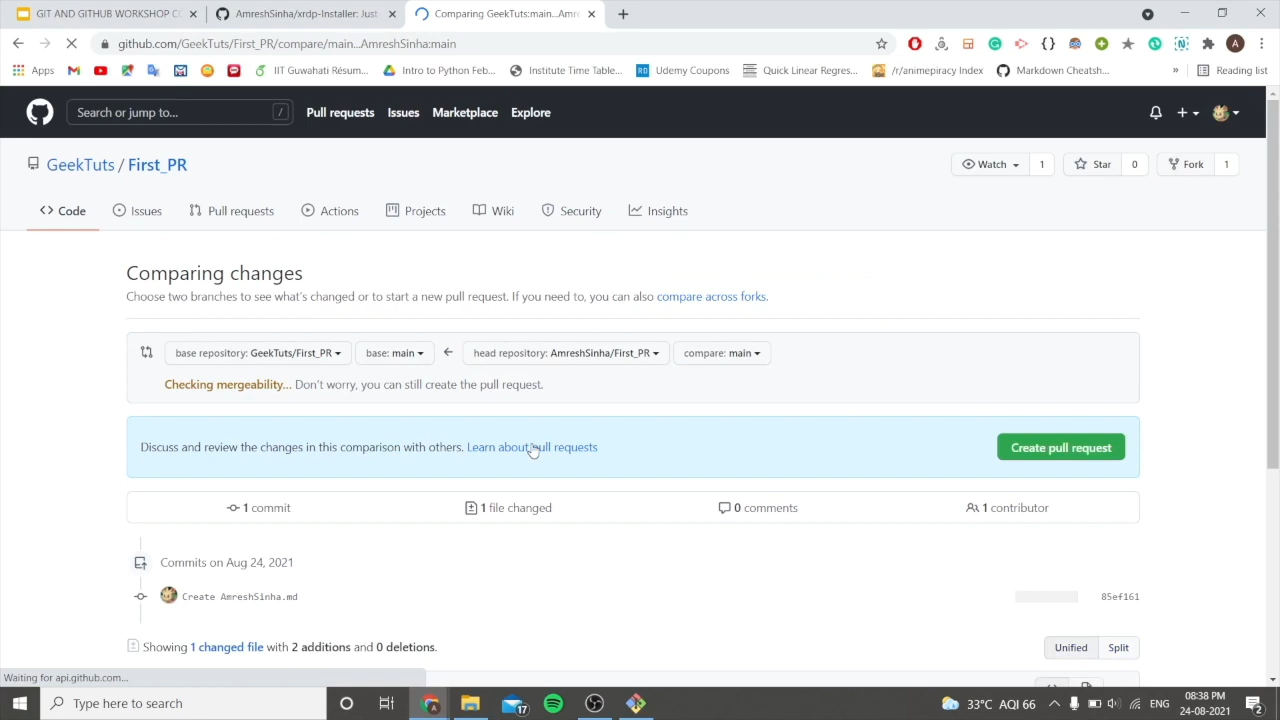 GIT AND GITHUB WORKSHOP CO
AmreshSinha/xrdp-Installer: Just
Comparing GeekTuts:main...Amre
github.com/GeekTuts/First_PR/compare/main...AmreshSinha:main
Apps
IIT Guwahati Résum...
Intro to Python Feb...
Institute Time Table...
Udemy Coupons
Quick Linear Regres...
/r/animepiracy Index
Markdown Cheatsh...
»
Reading list
Search or jump to...
/
Pull requests
Issues
Marketplace
Explore
GeekTuts / First_PR
Watch
1
Star
0
Fork
1
Code
Issues
Pull requests
Actions
Projects
Wiki
Security
Insights
Comparing changes
Choose two branches to see what's changed or to start a new pull request. If you need to, you can also compare across forks.
base repository: GeekTuts/First_PR
base: main
head repository: AmreshSinha/First_PR
compare: main
Checking mergeability... Don't worry, you can still create the pull request.
Discuss and review the changes in this comparison with others. Learn about pull requests
Create pull request
1 commit
1 file changed
0 comments
1 contributor
Commits on Aug 24, 2021
Create AmreshSinha.md
85ef161
Showing 1 changed file with 2 additions and 0 deletions.
Unified
Split
Waiting for api.github.com...
Type here to search
17
33°C AQI 66
ENG
08:38 PM
24-08-2021
2